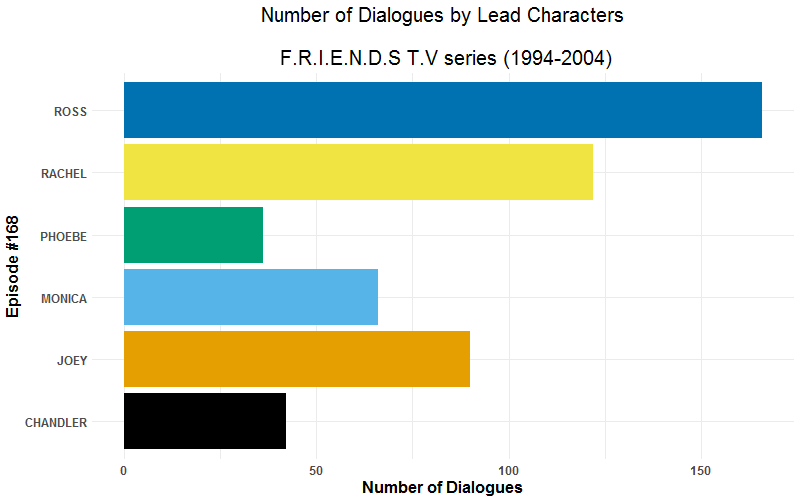 Number of Dialogues by Lead Characters
F.R.I.E.N.D.S T.V series (1994-2004)
Episode #168
ROSS
RACHEL
PHOEBE
MONICA
JOEY
CHANDLER
0 50 100 150
Number of Dialogues